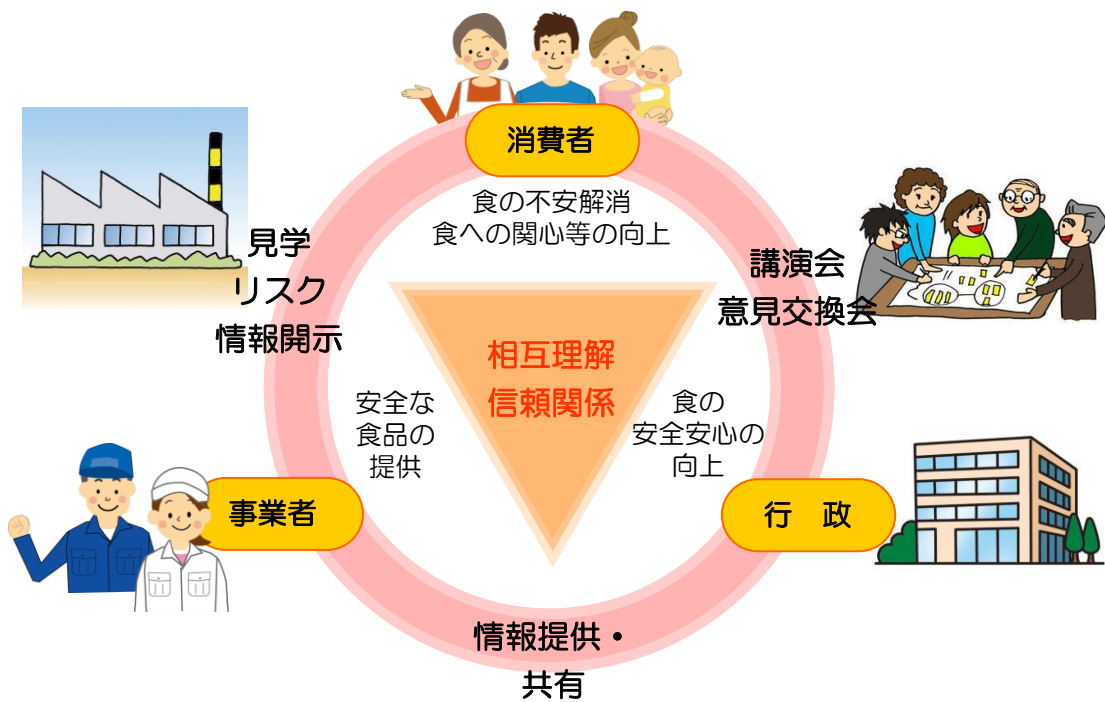 消費者
食の不安解消
食への関心等の向上
見学
リスク
情報開示
講演会
意見交換会
相互理解
信頼関係
安全な
食品の
提供
食の
安全安心の
向上
事業者
行　政
情報提供・
共有